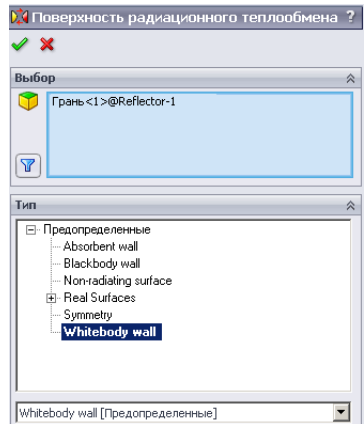 Поверхность радиационного теплообмена ?
Выбор
Грань<1>@Reflector-1
Тип
Предопределенные
Absorbent wall
Blackbody wall
Non-radiating surface
Real Surfaces
Symmetry
Whitebody wall
Whitebody wall [Предопределенные]